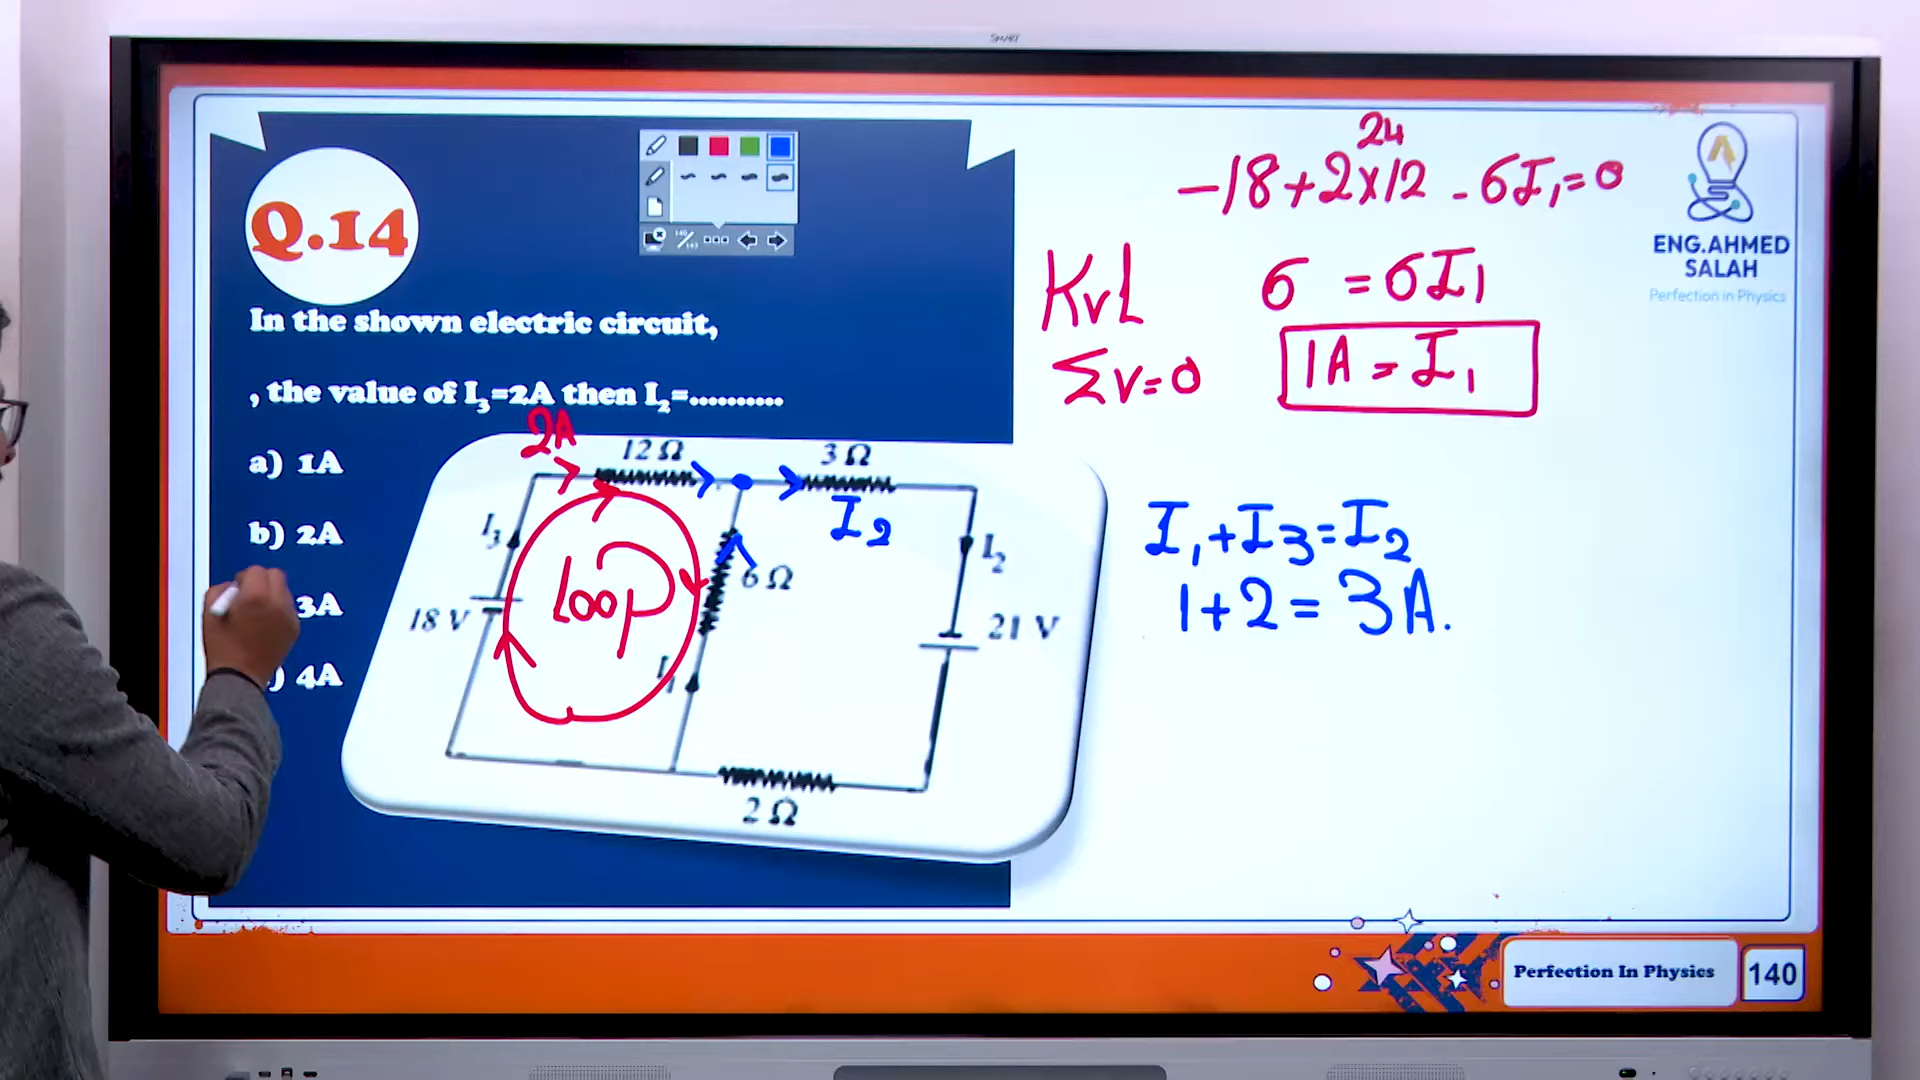 SMART
Q.14
In the shown electric circuit,
, the value of I₃=2A then I₂=..........
a) 1A
b) 2A
3A
) 4A
2A
12 Ω
3 Ω
I₃
I₂
I₂
Loop
6 Ω
18 V
21 V
I₁
2 Ω
24
-18+2x12 - 6I₁=0
KVL
6 = 6I₁
Σv=0
1A = I₁
I₁+I₃=I₂
1+2 = 3A.
ENG.AHMED
SALAH
Perfection in Physics
Perfection In Physics
140